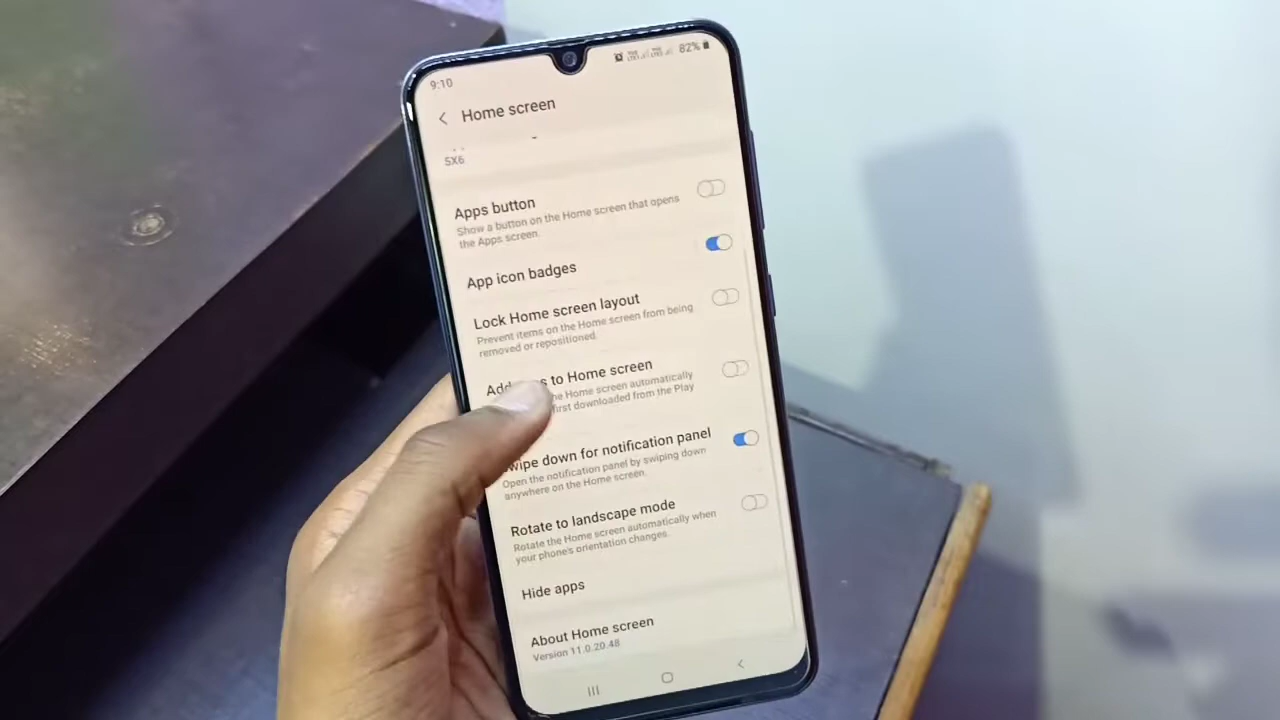 9:10
82%
Home screen
5X6
Apps button
Show a button on the Home screen that opens
the Apps screen.
App icon badges
Lock Home screen layout
Prevent items on the Home screen from being
removed or repositioned.
to Home screen
Home screen automatically
first downloaded from the Play
Swipe down for notification panel
Open the notification panel by swiping down
anywhere on the Home screen.
Rotate to landscape mode
Rotate the Home screen automatically when
your phone's orientation changes.
Hide apps
About Home screen
Version 11.0.20.48